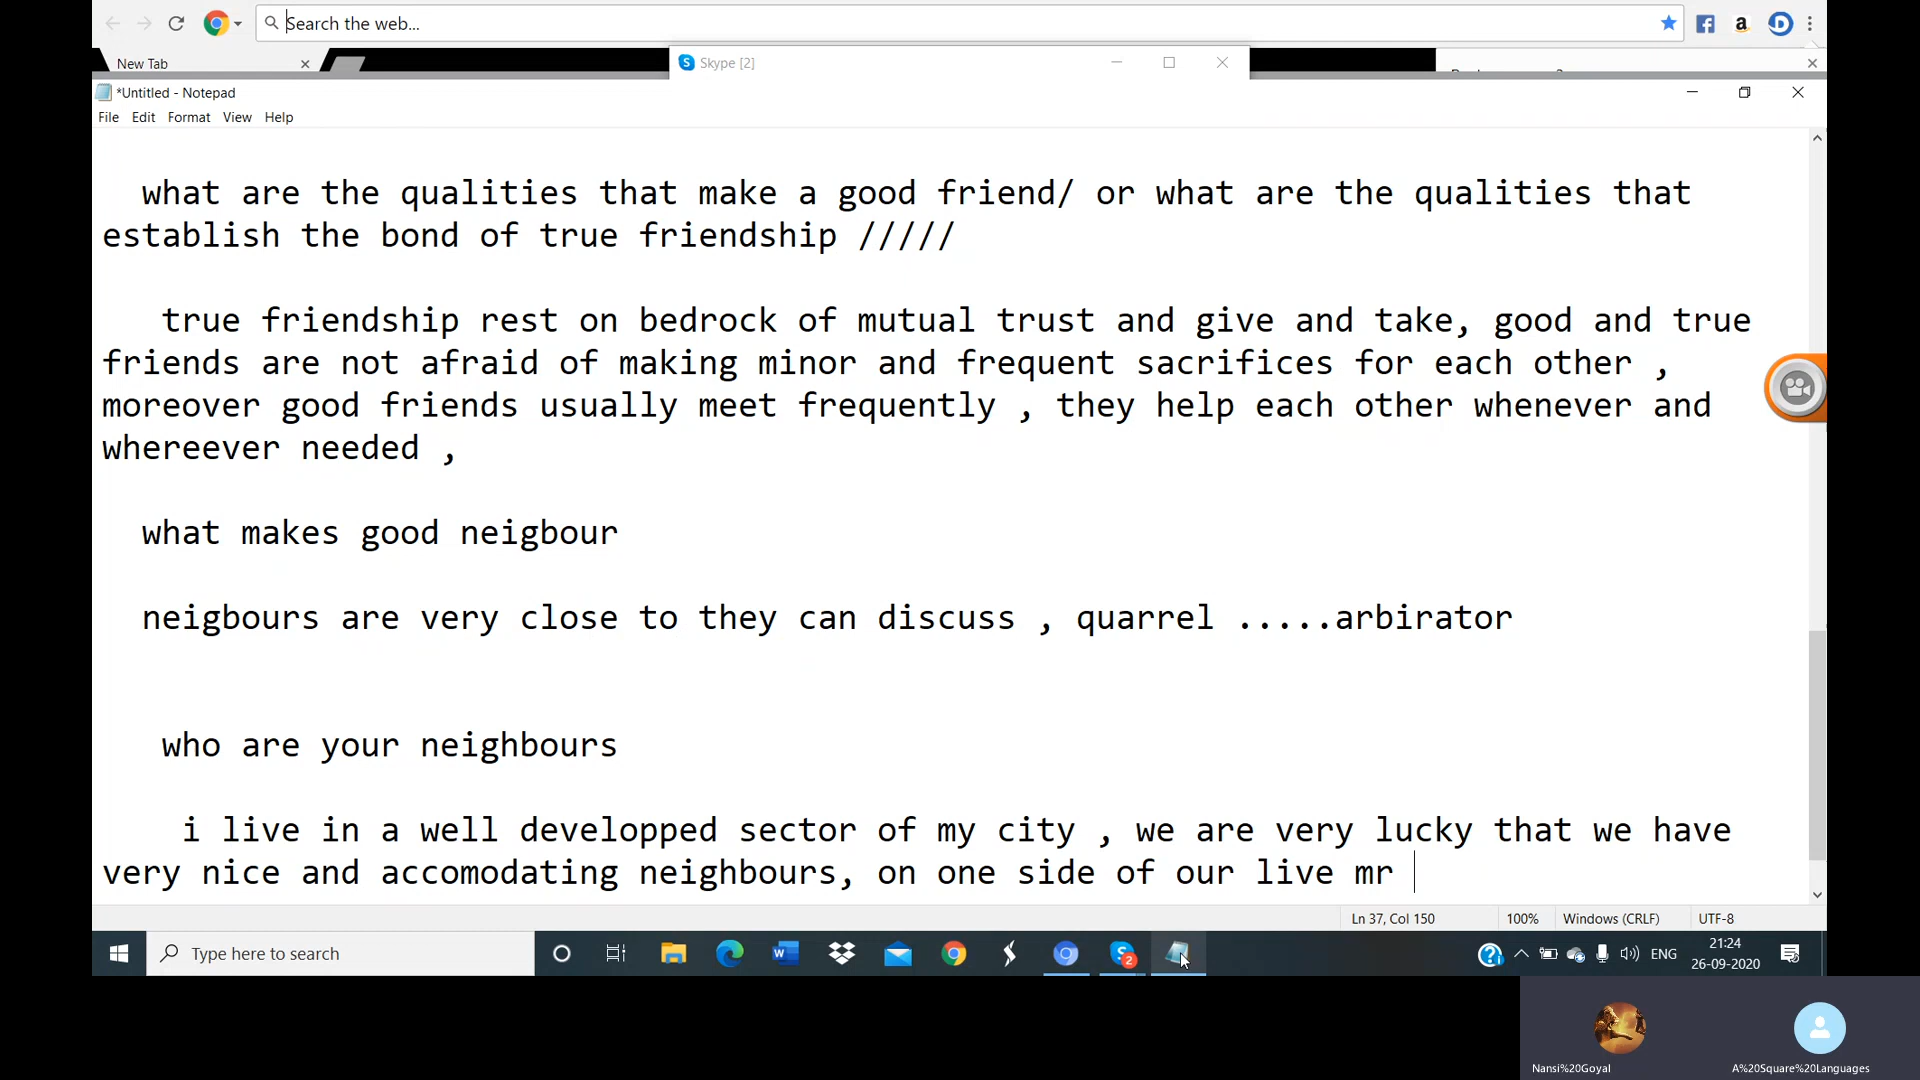 Search the web...
New Tab
Skype [2]
*Untitled - Notepad
File Edit Format View Help
what are the qualities that make a good friend/ or what are the qualities that
establish the bond of true friendship /////
true friendship rest on bedrock of mutual trust and give and take, good and true
friends are not afraid of making minor and frequent sacrifices for each other ,
moreover good friends usually meet frequently , they help each other whenever and
whereever needed ,
what makes good neigbour
neigbours are very close to they can discuss , quarrel .....arbirator
who are your neighbours
i live in a well developped sector of my city , we are very lucky that we have
very nice and accomodating neighbours, on one side of our live mr
Ln 37, Col 150 100% Windows (CRLF) UTF-8
Type here to search
ENG
21:24
26-09-2020
Nansi%20Goyal
A%20Square%20Languages